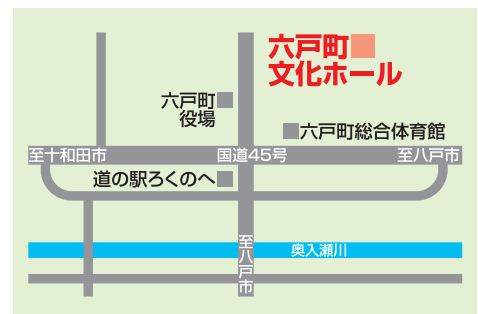 六戸町
文化ホール
六戸町
役場
六戸町総合体育館
至十和田市
国道45号
至八戸市
道の駅ろくのへ
至八戸市
奥入瀬川